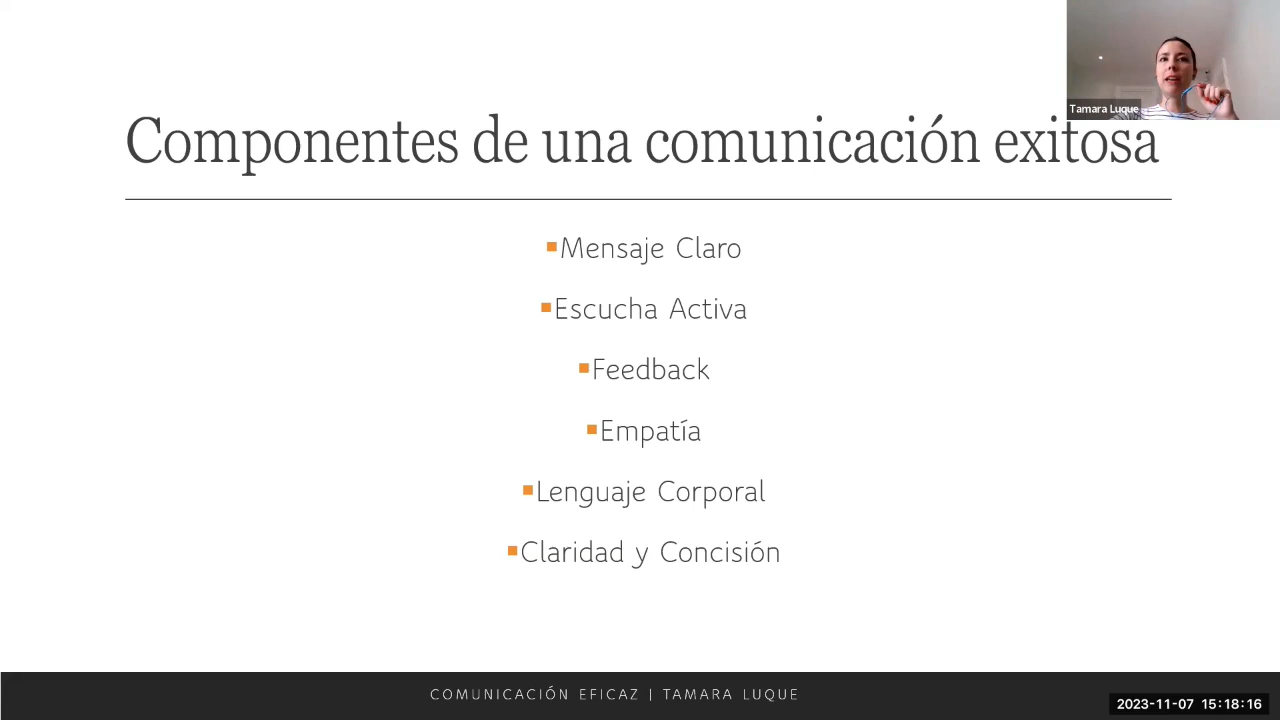 Tamara Luque
Componentes de una comunicación exitosa
Mensaje Claro
Escucha Activa
Feedback
Empatía
Lenguaje Corporal
Claridad y Concisión
COMUNICACIÓN EFICAZ | TAMARA LUQUE
2023-11-07 15:18:16